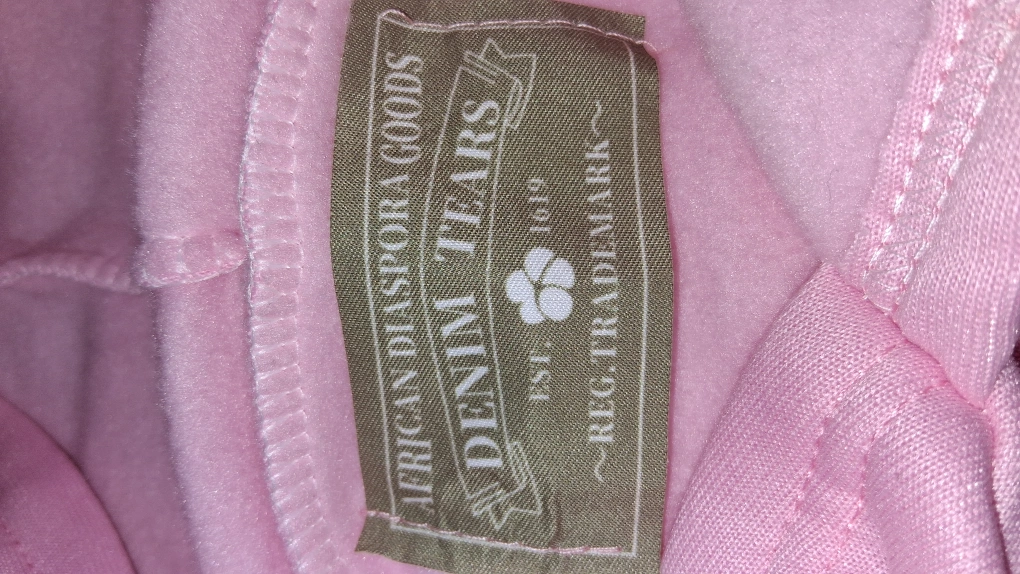 AFRICAN DIASPORA GOODS
DENIM TEARS
EST. 1619
~REG.TRADEMARK~